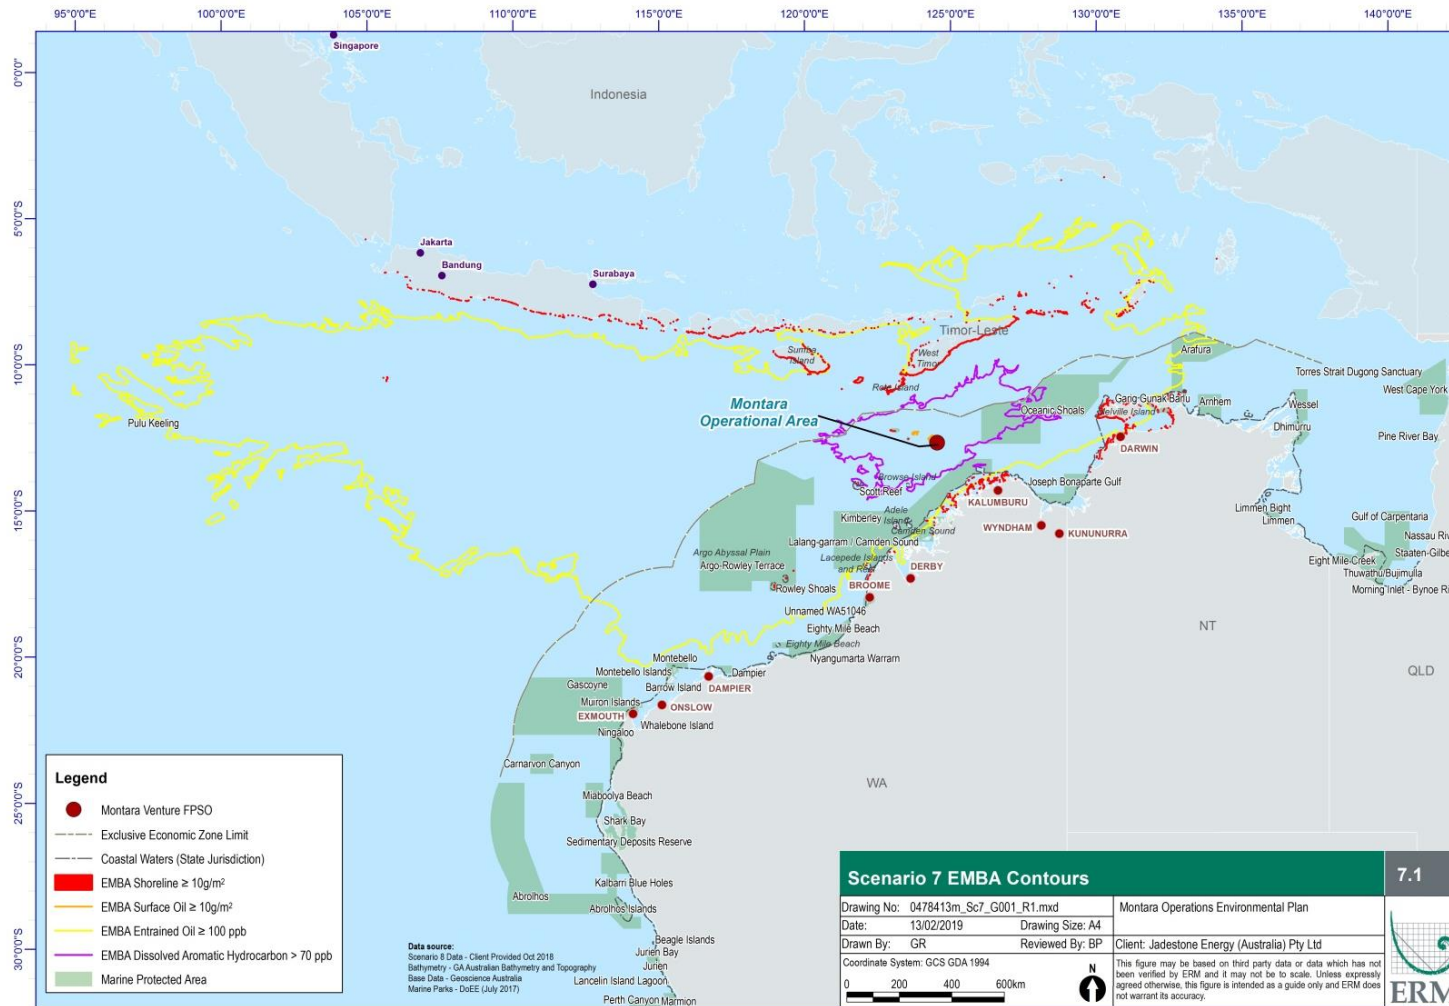 95°0'0"E
100°0'0"E
105°0'0"E
110°0'0"E
115°0'0"E
120°0'0"E
125°0'0"E
130°0'0"E
135°0'0"E
140°0'0"E
0°0'0"
5°0'0"S
10°0'0"S
15°0'0"S
20°0'0"S
25°0'0"S
30°0'0"S
Singapore
Indonesia
Jakarta
Bandung
Surabaya
Timor-Leste
Sumba
Island
West
Timor
Rote Island
Arafura
Torres Strait Dugong Sanctuary
West Cape York
Montara
Operational Area
Oceanic Shoals
Garig Gunak Barlu
Melville Island
Arnhem
Wessel
Dhimurru
Pine River Bay
Pulu Keeling
DARWIN
Browse Island
Scott Reef
Joseph Bonaparte Gulf
KALUMBURU
Adele
Island
Kimberley
Camden Sound
WYNDHAM
KUNUNURRA
Limmen Bight
Limmen
Gulf of Carpentaria
Nassau Riv
Staaten-Gilbe
Lalang-garram / Camden Sound
Argo Abyssal Plain
Argo-Rowley Terrace
Lacepede Islands
and Reef
DERBY
Eight Mile Creek
Thuwathu/Bujimulla
Morning Inlet - Bynoe Ri
Rowley Shoals
BROOME
Unnamed WA51046
Eighty Mile Beach
Eighty Mile Beach
Nyangumarta Warrarn
NT
QLD
WA
Montebello
Montebello Islands
Dampier
Gascoyne
Barrow Island
DAMPIER
Muiron Islands
ONSLOW
EXMOUTH
Whalebone Island
Ningaloo
Carnarvon Canyon
Miaboolya Beach
Shark Bay
Sedimentary Deposits Reserve
Kalbarri Blue Holes
Abrolhos
Abrolhos Islands
Beagle Islands
Jurien Bay
Jurien
Lancelin Island Lagoon
Perth Canyon
Marmion
Legend
Montara Venture FPSO
Exclusive Economic Zone Limit
Coastal Waters (State Jurisdiction)
EMBA Shoreline ≥ 10g/m²
EMBA Surface Oil ≥ 10g/m²
EMBA Entrained Oil ≥ 100 ppb
EMBA Dissolved Aromatic Hydrocarbon > 70 ppb
Marine Protected Area
Data source:
Scenario 8 Data - Client Provided Oct 2018
Bathymetry - GA Australian Bathymetry and Topography
Base Data - Geoscience Australia
Marine Parks - DoEE (July 2017)
Scenario 7 EMBA Contours
7.1
Drawing No: 0478413m_Sc7_G001_R1.mxd
Montara Operations Environmental Plan
Date: 13/02/2019 Drawing Size: A4
Drawn By: GR Reviewed By: BP
Client: Jadestone Energy (Australia) Pty Ltd
Coordinate System: GCS GDA 1994
N
0 200 400 600km
This figure may be based on third party data or data which has not
been verified by ERM and it may not be to scale. Unless expressly
agreed otherwise, this figure is intended as a guide only and ERM does
not warrant its accuracy.
ERM